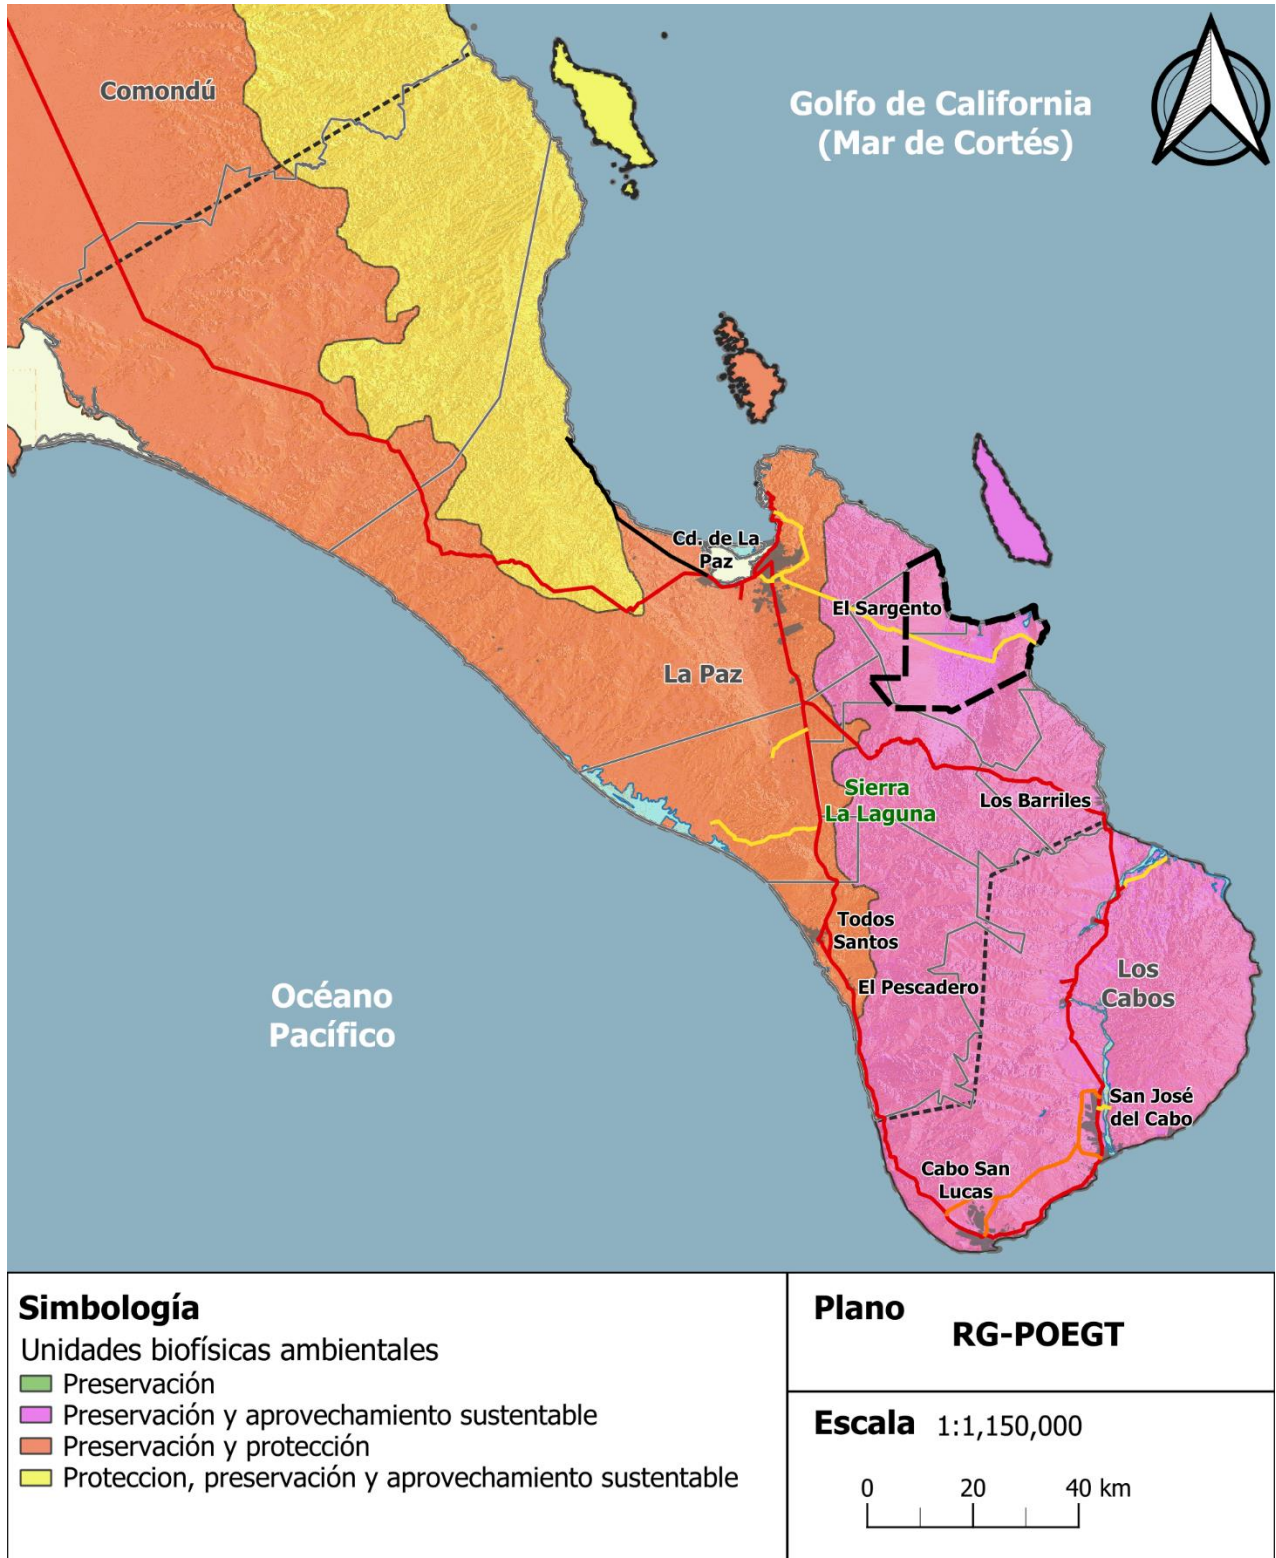 Comondú
Golfo de California
(Mar de Cortés)
Cd. de La
Paz
El Sargento
La Paz
Sierra
La Laguna
Los Barriles
Todos
Santos
El Pescadero
Los
Cabos
Océano
Pacífico
San José
del Cabo
Cabo San
Lucas
Simbología
Unidades biofísicas ambientales
Preservación
Preservación y aprovechamiento sustentable
Preservación y protección
Proteccion, preservación y aprovechamiento sustentable
Plano
RG-POEGT
Escala 1:1,150,000
0 20 40 km